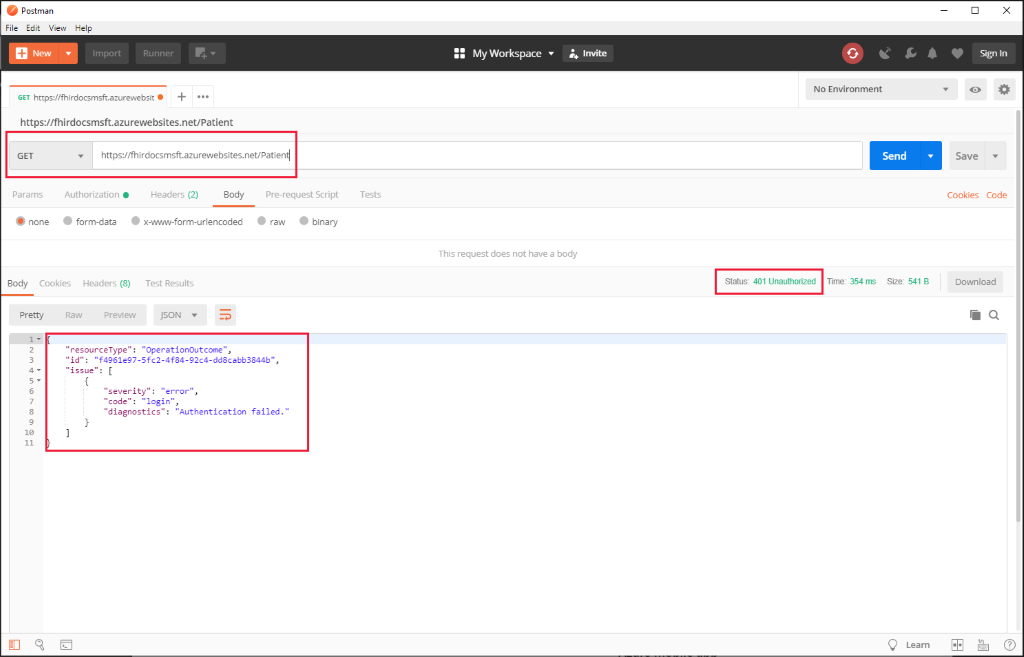 Postman
File Edit View Help
New Import Runner My Workspace Invite Sign In
GET https://fhirdocsmsft.azurewebsit + ••• No Environment
https://fhirdocsmsft.azurewebsites.net/Patient
GET https://fhirdocsmsft.azurewebsites.net/Patient Send Save
Params Authorization Headers (2) Body Pre-request Script Tests Cookies Code
none form-data x-www-form-urlencoded raw binary
This request does not have a body
Body Cookies Headers (8) Test Results Status: 401 Unauthorized Time: 354 ms Size: 541 B Download
Pretty Raw Preview JSON
1 {
2 "resourceType": "OperationOutcome",
3 "id": "f4961e97-5fc2-4f84-92c4-dd8cabb3844b",
4 "issue": [
5 {
6 "severity": "error",
7 "code": "login",
8 "diagnostics": "Authentication failed."
9 }
10 ]
11 }
Learn